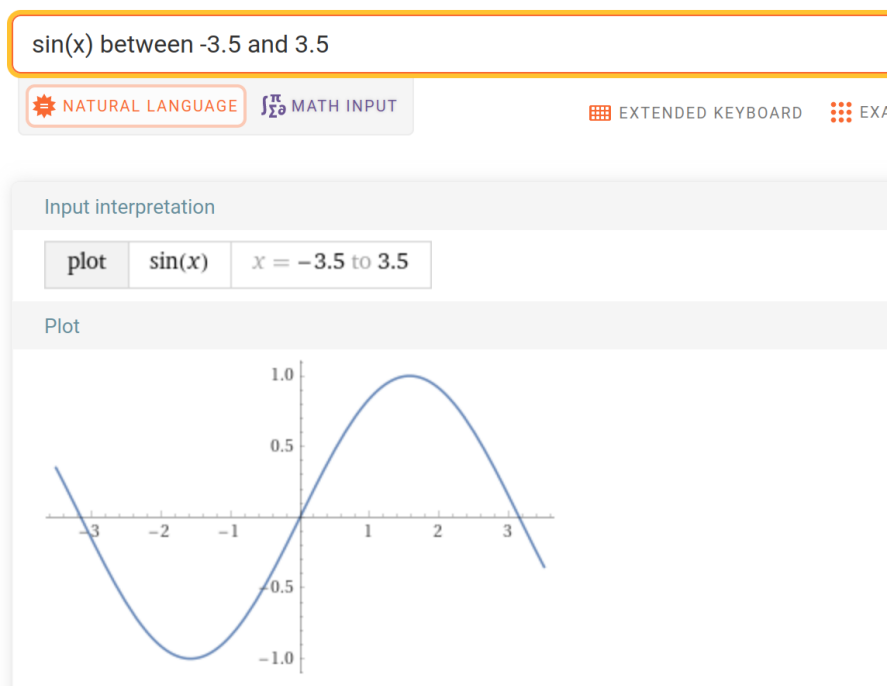 sin(x) between -3.5 and 3.5
NATURAL LANGUAGE ∫π Σ∂ MATH INPUT
EXTENDED KEYBOARD EXA
Input interpretation
plot sin(x) x = −3.5 to 3.5
Plot
1.0
0.5
−3 −2 −1 1 2 3
−0.5
−1.0